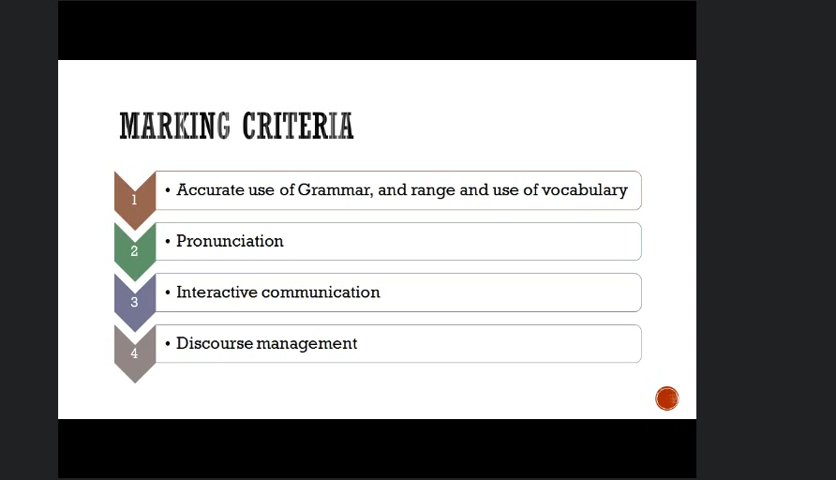 MARKING CRITERIA
1
• Accurate use of Grammar, and range and use of vocabulary
2
• Pronunciation
3
• Interactive communication
4
• Discourse management